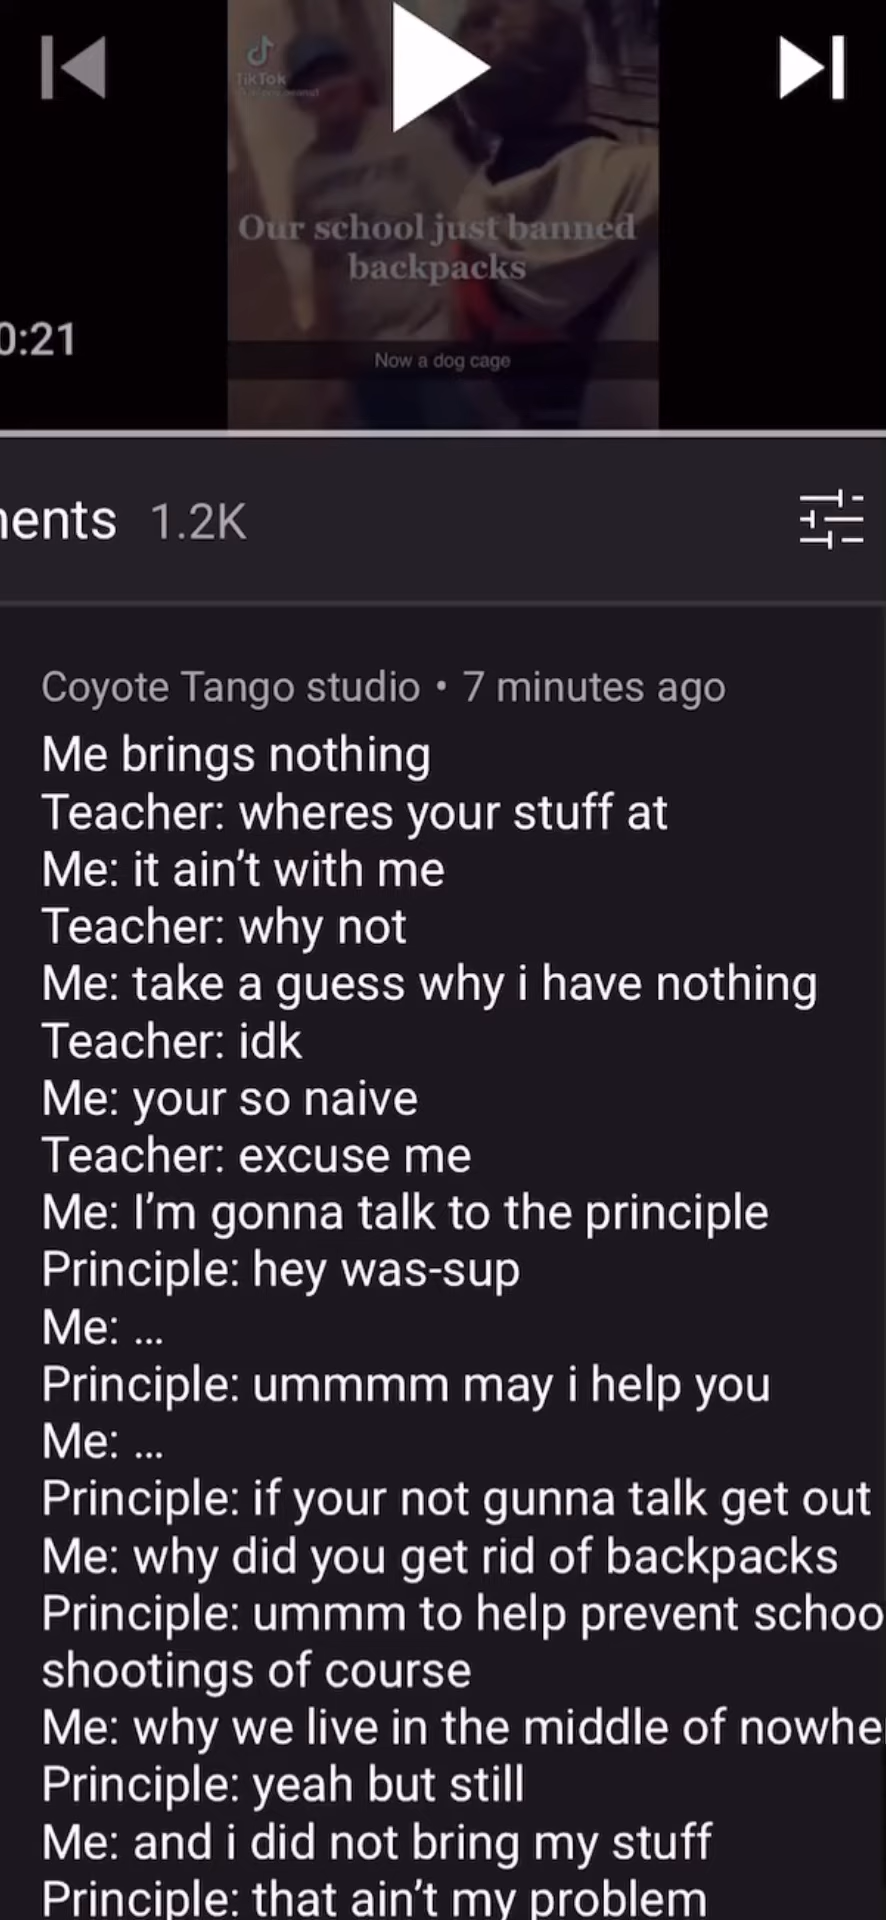 TikTok
Our school just banned
backpacks
0:21
Now a dog cage
nents 1.2K
Coyote Tango studio • 7 minutes ago
Me brings nothing
Teacher: wheres your stuff at
Me: it ain’t with me
Teacher: why not
Me: take a guess why i have nothing
Teacher: idk
Me: your so naive
Teacher: excuse me
Me: I’m gonna talk to the principle
Principle: hey was-sup
Me: ...
Principle: ummmm may i help you
Me: ...
Principle: if your not gunna talk get out
Me: why did you get rid of backpacks
Principle: ummm to help prevent schoo
shootings of course
Me: why we live in the middle of nowhe
Principle: yeah but still
Me: and i did not bring my stuff
Principle: that ain’t my problem